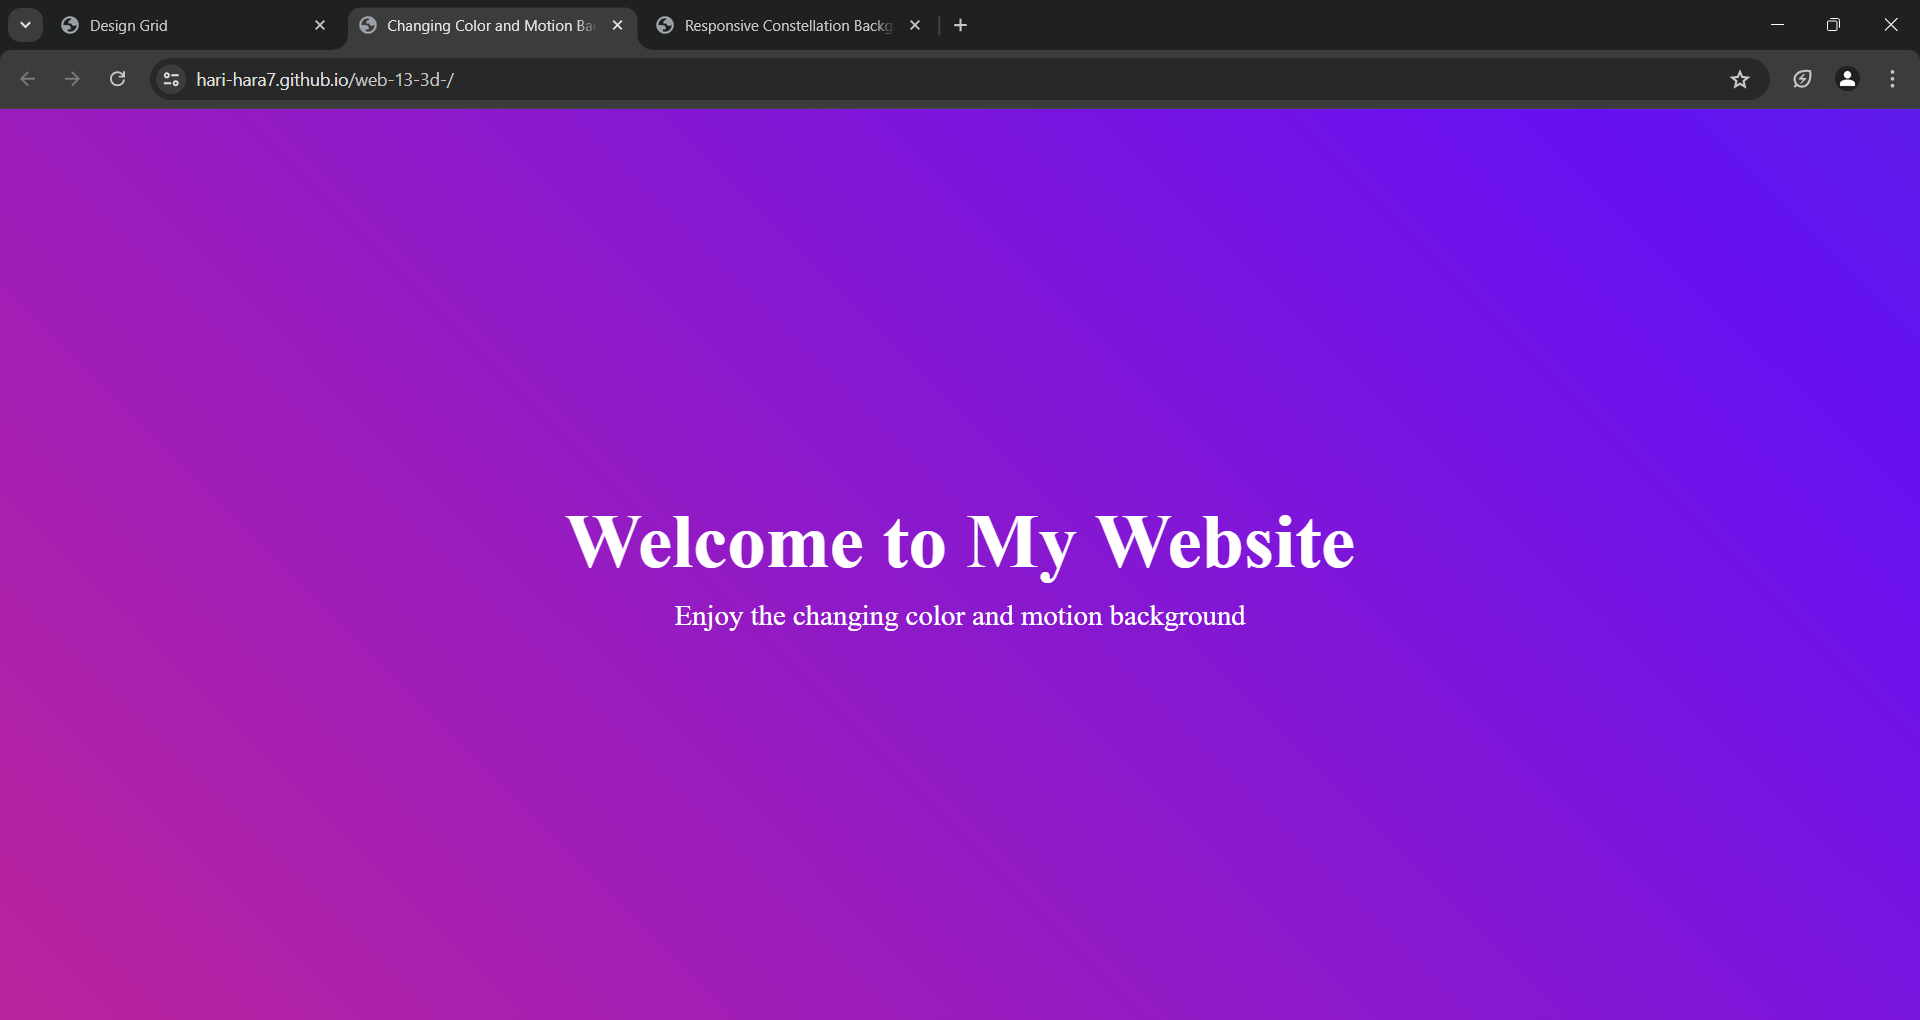 Design Grid
Changing Color and Motion Ba
Responsive Constellation Backg
hari-hara7.github.io/web-13-3d-/
Welcome to My Website
Enjoy the changing color and motion background